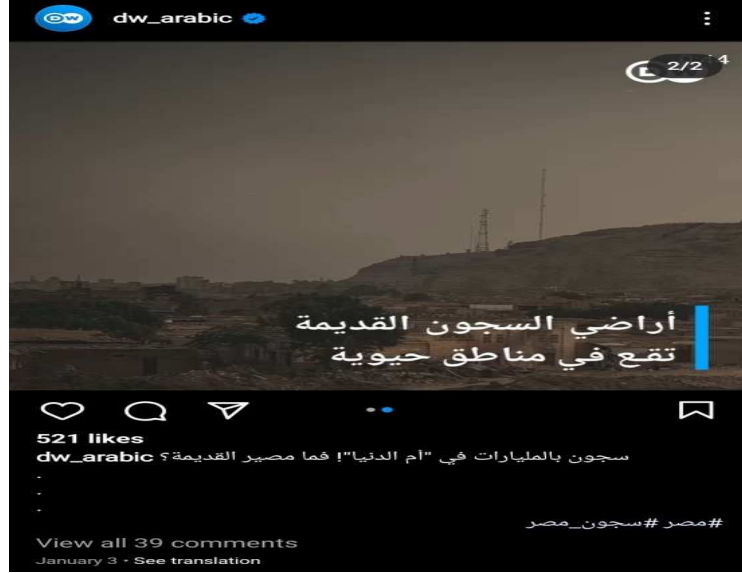 DW dw_arabic
2/2
أراضي السجون القديمة
تقع في مناطق حيوية
521 likes
dw_arabic سجون بالمليارات في "أم الدنيا"! فما مصير القديمة؟
.
.
.
#مصر #سجون_مصر
View all 39 comments
January 3 · See translation